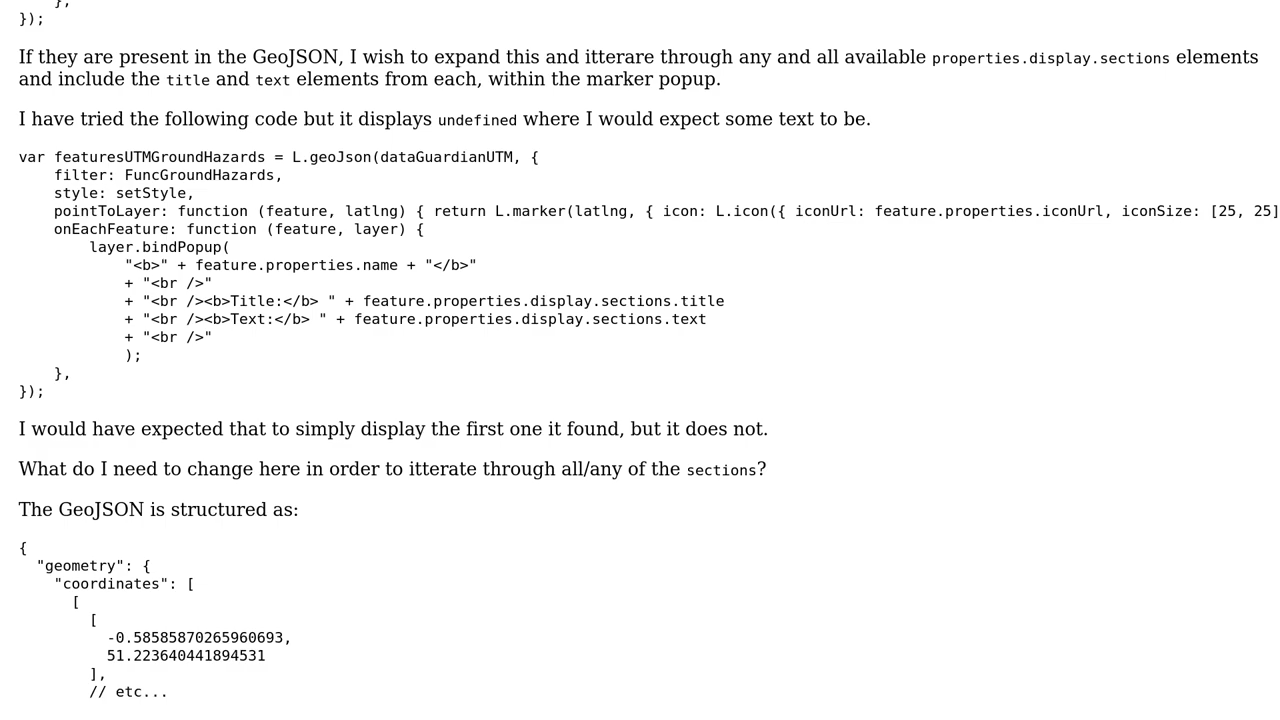 },
});
If they are present in the GeoJSON, I wish to expand this and itterare through any and all available properties.display.sections elements
and include the title and text elements from each, within the marker popup.
I have tried the following code but it displays undefined where I would expect some text to be.
var featuresUTMGroundHazards = L.geoJson(dataGuardianUTM, {
    filter: FuncGroundHazards,
    style: setStyle,
    pointToLayer: function (feature, latlng) { return L.marker(latlng, { icon: L.icon({ iconUrl: feature.properties.iconUrl, iconSize: [25, 25]
    onEachFeature: function (feature, layer) {
        layer.bindPopup(
            "<b>" + feature.properties.name + "</b>"
            + "<br />"
            + "<br /><b>Title:</b> " + feature.properties.display.sections.title
            + "<br /><b>Text:</b> " + feature.properties.display.sections.text
            + "<br />"
            );
    },
});
I would have expected that to simply display the first one it found, but it does not.
What do I need to change here in order to itterate through all/any of the sections?
The GeoJSON is structured as:
{
  "geometry": {
    "coordinates": [
      [
        [
          -0.58585870265960693,
          51.223640441894531
        ],
        // etc...